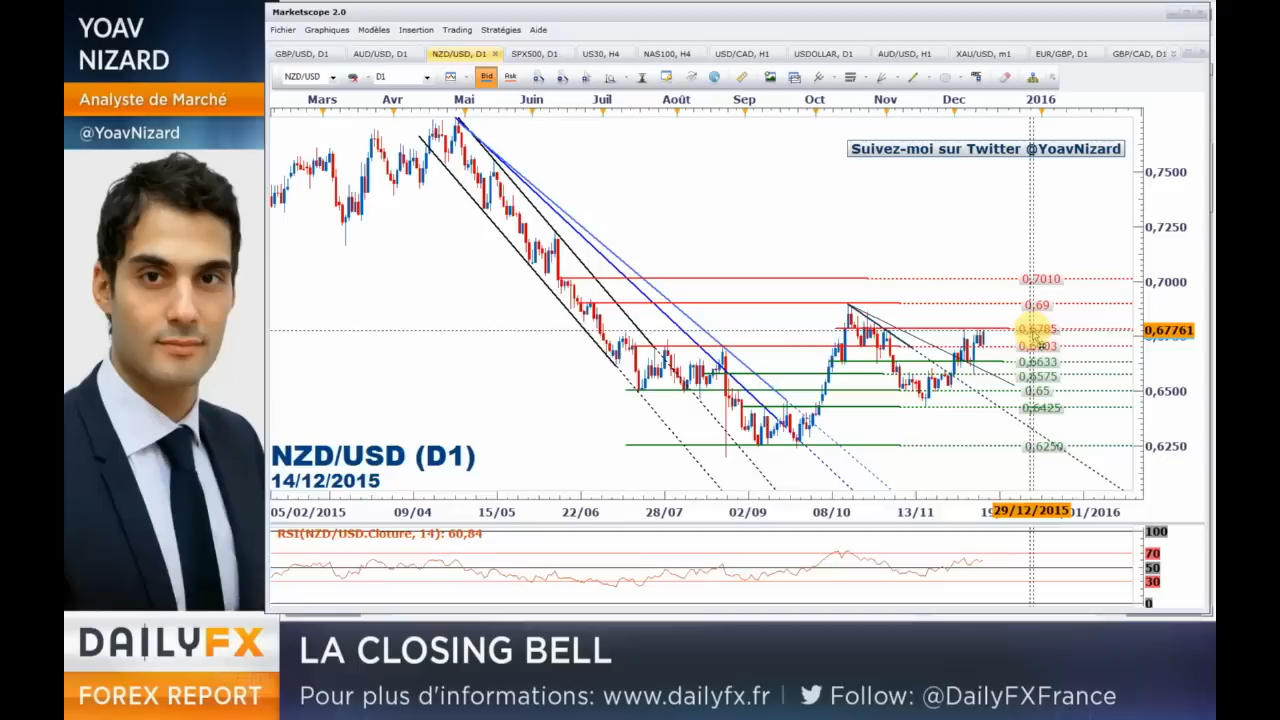 YOAV
NIZARD
Analyste de Marché
@YoavNizard
Marketscope 2.0
Fichier Graphiques Modèles Insertion Trading Stratégies Aide
GBP/USD, D1 AUD/USD, D1 NZD/USD, D1 SPX500, D1 US30, H4 NAS100, H4 USD/CAD, H1 USDOLLAR, D1 AUD/USD, H1 XAU/USD, m1 EUR/GBP, D1 GBP/CAD, D1
NZD/USD D1 Bid Ask
Mars Avr Mai Juin Juil Août Sep Oct Nov Dec 2016
Suivez-moi sur Twitter @YoavNizard
0,7500
0,7250
0,7010
0,7000
0,69
0,6785
0,67761
0,6633
0,6575
0,65
0,6500
0,6425
0,6250
0,6250
NZD/USD (D1)
14/12/2015
05/02/2015 09/04 15/05 22/06 28/07 02/09 08/10 13/11 29/12/2015 01/2016
RSI(NZD/USD.Cloture, 14): 60,84
100
70
50
30
0
DAILYFX
FOREX REPORT
LA CLOSING BELL
Pour plus d'informations: www.dailyfx.fr | Follow: @DailyFXFrance